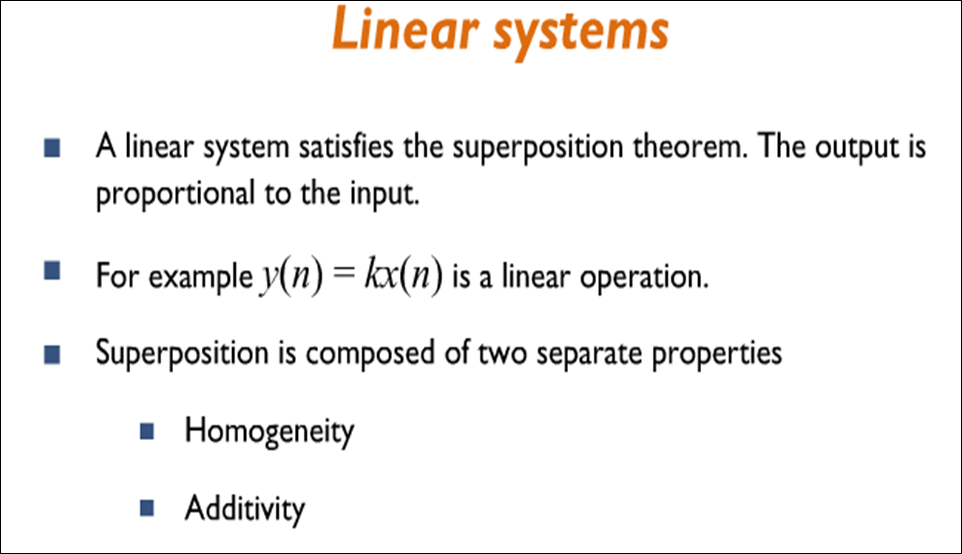 Linear systems
A linear system satisfies the superposition theorem. The output is
proportional to the input.
For example y(n) = kx(n) is a linear operation.
Superposition is composed of two separate properties
Homogeneity
Additivity